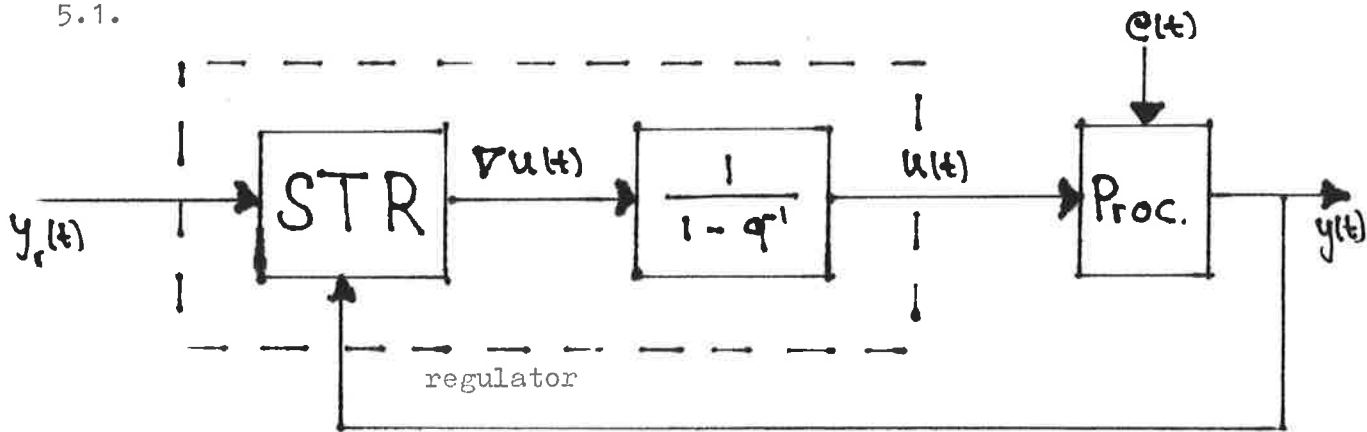 5.1.
e(t)
STR
∇u(t)
1
1 - q⁻¹
u(t)
Proc.
y_r(t)
y(t)
regulator